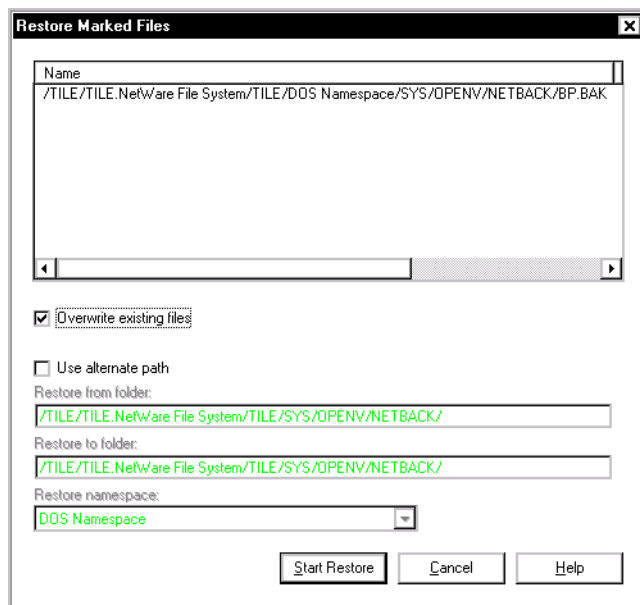 Restore Marked Files
Name
/TILE/TILE.NetWare File System/TILE/DOS Namespace/SYS/OPENV/NETBACK/BP.BAK
Overwrite existing files
Use alternate path
Restore from folder:
/TILE/TILE.NetWare File System/TILE/SYS/OPENV/NETBACK/
Restore to folder:
/TILE/TILE.NetWare File System/TILE/SYS/OPENV/NETBACK/
Restore namespace:
DOS Namespace
Start Restore Cancel Help